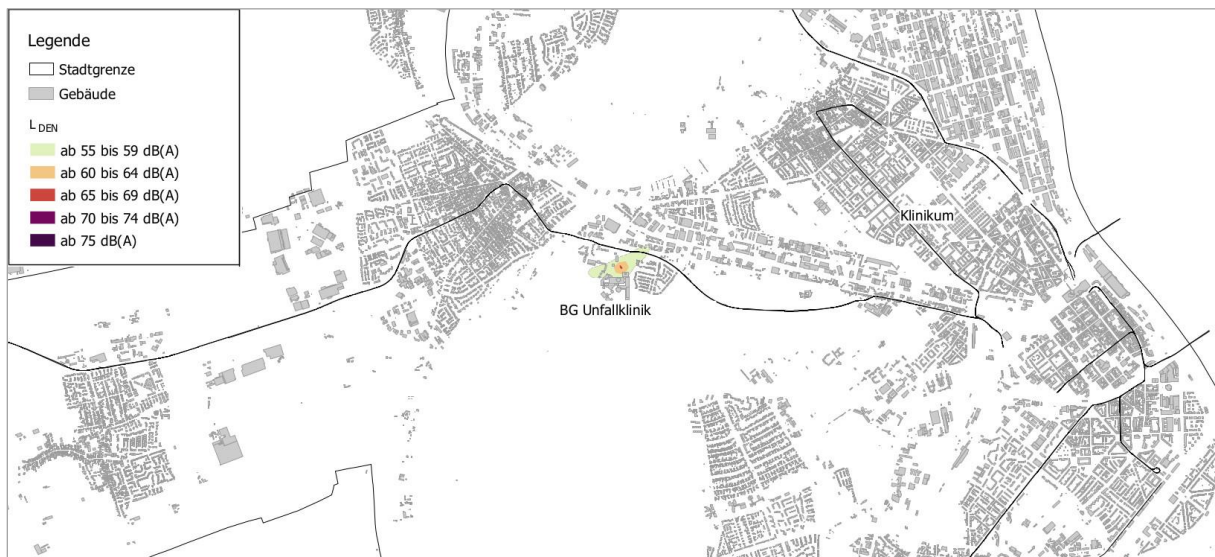 Legende
Stadtgrenze
Gebäude
L DEN
ab 55 bis 59 dB(A)
ab 60 bis 64 dB(A)
ab 65 bis 69 dB(A)
ab 70 bis 74 dB(A)
ab 75 dB(A)
Klinikum
BG Unfallklinik